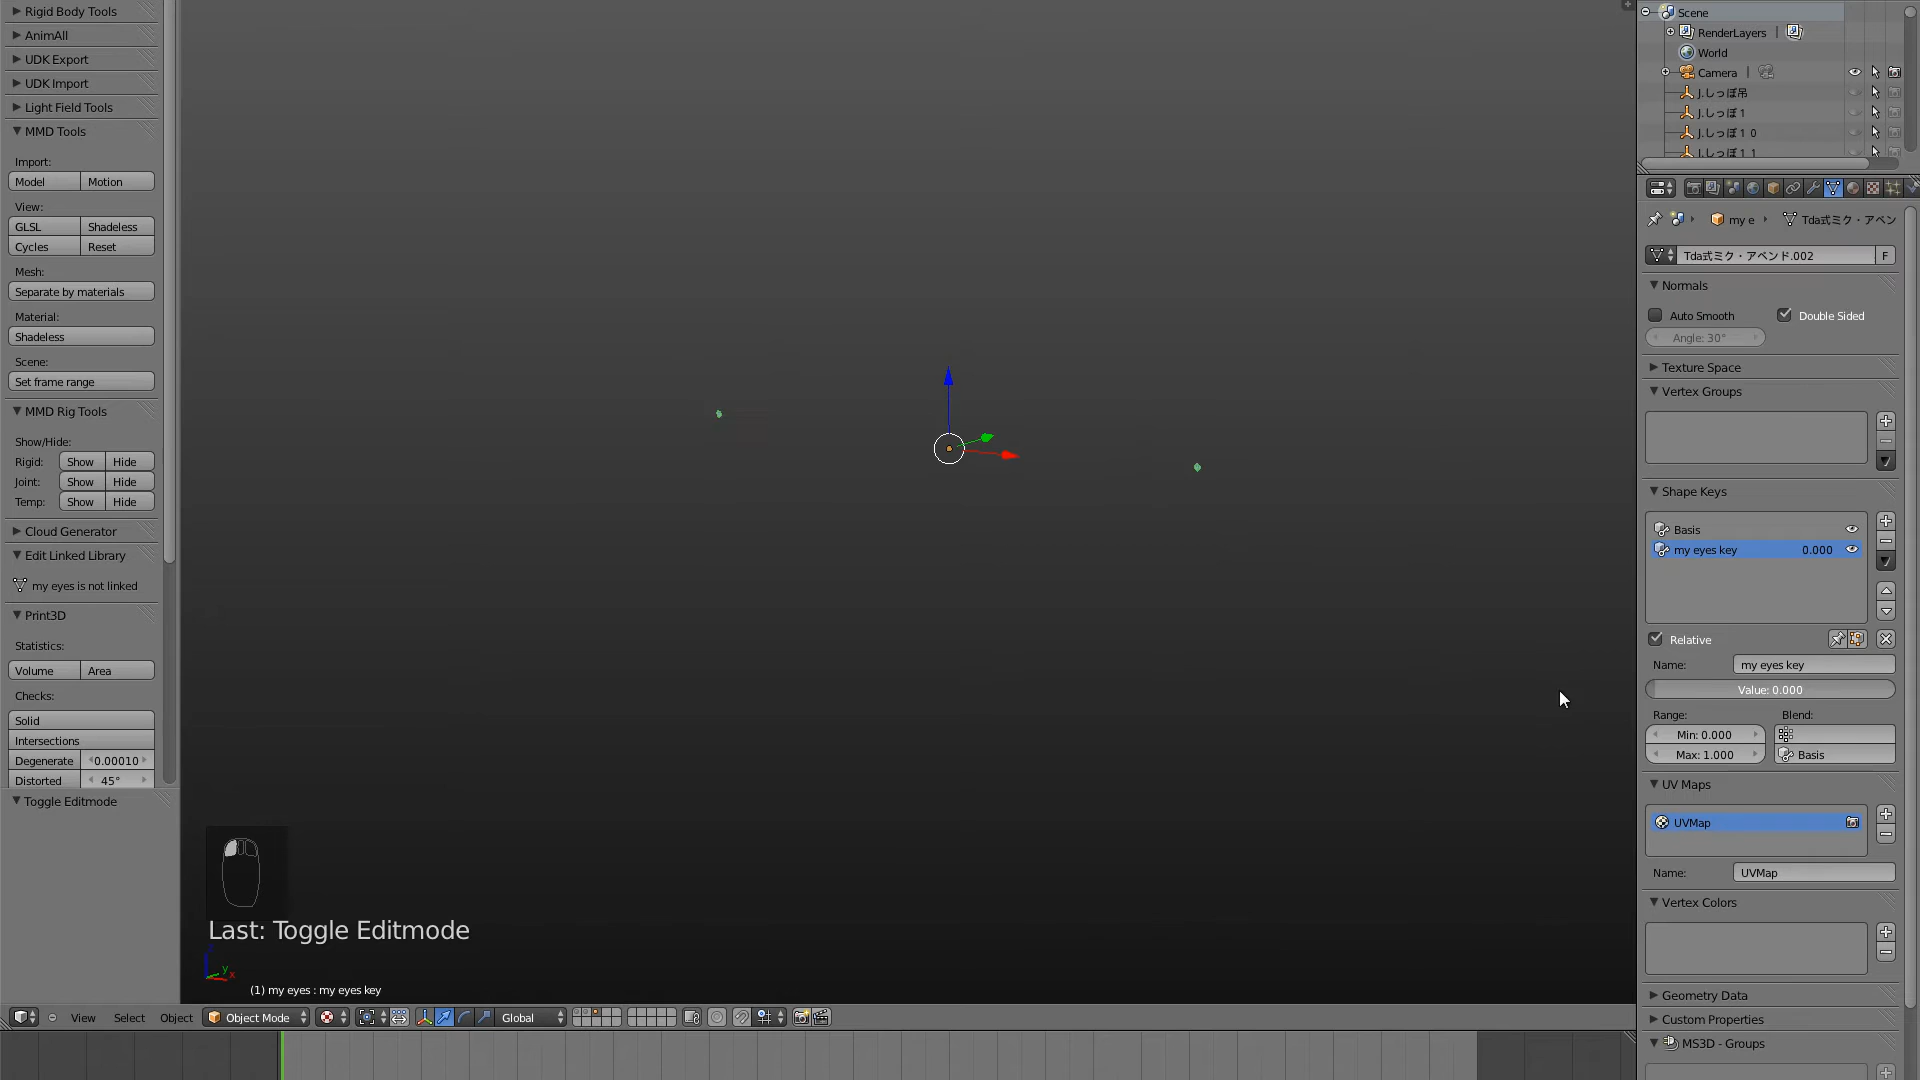 Rigid Body Tools
AnimAll
UDK Export
UDK Import
Light Field Tools
MMD Tools
Import:
Model Motion
View:
GLSL Shadeless
Cycles Reset
Mesh:
Separate by materials
Material:
Shadeless
Scene:
Set frame range
MMD Rig Tools
Show/Hide:
Rigid: Show Hide
Joint: Show Hide
Temp: Show Hide
Cloud Generator
Edit Linked Library
my eyes is not linked
Print3D
Statistics:
Volume Area
Checks:
Solid
Intersections
Degenerate 0.00010
Distorted 45°
Toggle Editmode
Last: Toggle Editmode
y x
(1) my eyes : my eyes key
View Select Object Object Mode Global
Scene
RenderLayers |
World
Camera |
J.しっぽ吊
J.しっぽ１
J.しっぽ１０
J.しっぽ１１
my e Tda式ミク・アペン
Tda式ミク・アペンド.002 F
Normals
Auto Smooth Double Sided
Angle: 30°
Texture Space
Vertex Groups
Shape Keys
Basis
my eyes key 0.000
Relative
Name: my eyes key
Value: 0.000
Range: Blend:
Min: 0.000
Max: 1.000 Basis
UV Maps
UVMap
Name: UVMap
Vertex Colors
Geometry Data
Custom Properties
MS3D - Groups